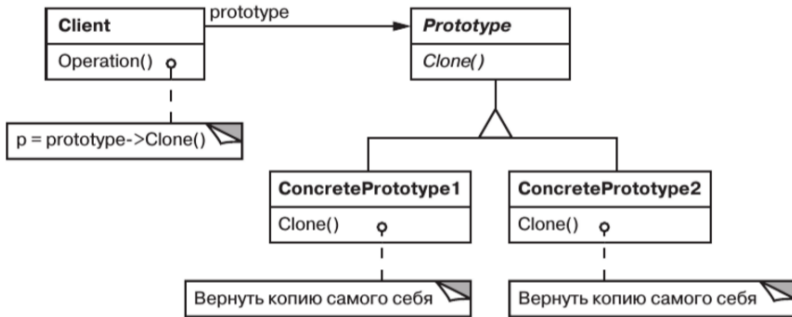 prototype
Client
Prototype
Operation()
Clone()
p = prototype->Clone()
ConcretePrototype1
ConcretePrototype2
Clone()
Clone()
Вернуть копию самого себя
Вернуть копию самого себя